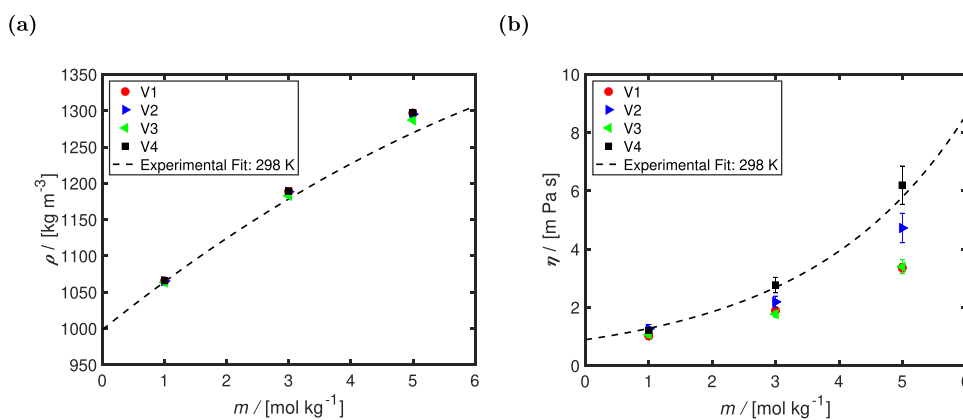 (a)
(b)
1350
1300
1250
1200
1150
1100
1050
1000
950
ρ / [kg m-3]
V1
V2
V3
V4
Experimental Fit: 298 K
0 1 2 3 4 5 6
m / [mol kg-1]
10
8
6
4
2
0
η / [m Pa s]
V1
V2
V3
V4
Experimental Fit: 298 K
0 1 2 3 4 5 6
m / [mol kg-1]